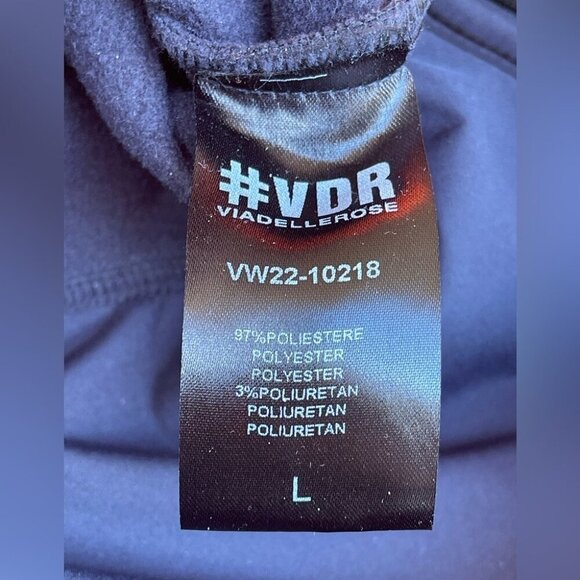 #VDR
VIADELLEROSE
VW22-10218
97%POLIESTERE
POLYESTER
POLYESTER
3%POLIURETAN
POLIURETAN
POLIURETAN
L